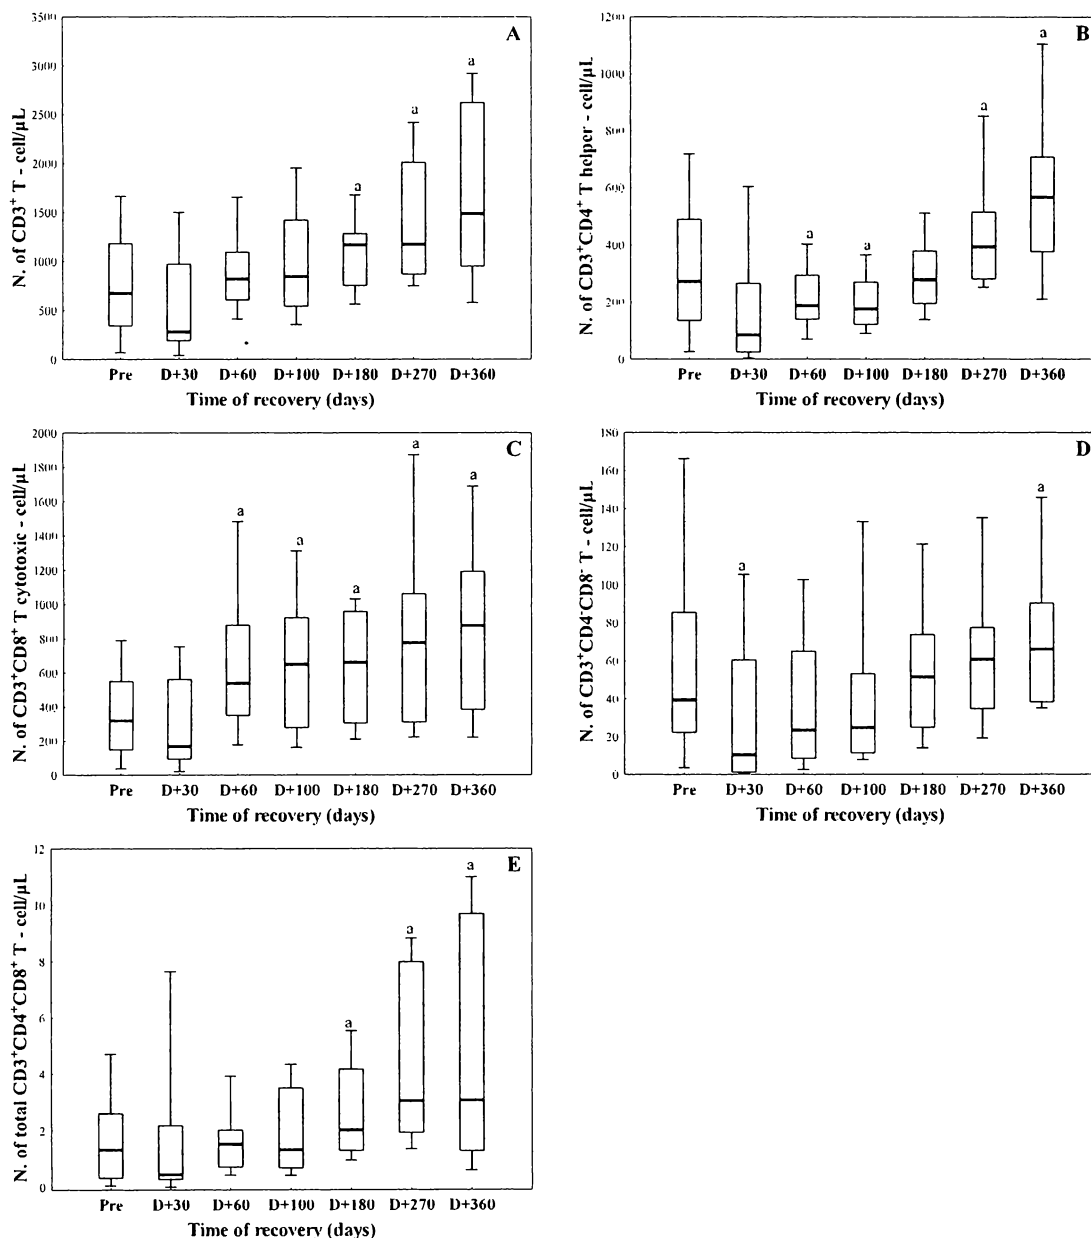 A
N. of CD3⁺ T - cell/µL
3500
3000
2500
2000
1500
1000
500
0
a
a
a
Pre D+30 D+60 D+100 D+180 D+270 D+360
Time of recovery (days)
B
N. of CD3⁺CD4⁺ T helper - cell/µL
1200
1000
800
600
400
200
0
a
a
a
a
Pre D+30 D+60 D+100 D+180 D+270 D+360
Time of recovery (days)
C
N. of CD3⁺CD8⁺ T cytotoxic - cell/µL
2000
1800
1600
1400
1200
1000
800
600
400
200
0
a
a
a
a
a
Pre D+30 D+60 D+100 D+180 D+270 D+360
Time of recovery (days)
D
N. of CD3⁺CD4⁻CD8⁻ T - cell/µL
180
160
140
120
100
80
60
40
20
0
a
a
Pre D+30 D+60 D+100 D+180 D+270 D+360
Time of recovery (days)
E
N. of total CD3⁺CD4⁺CD8⁺ T - cell/µL
12
10
8
6
4
2
0
a
a
a
Pre D+30 D+60 D+100 D+180 D+270 D+360
Time of recovery (days)